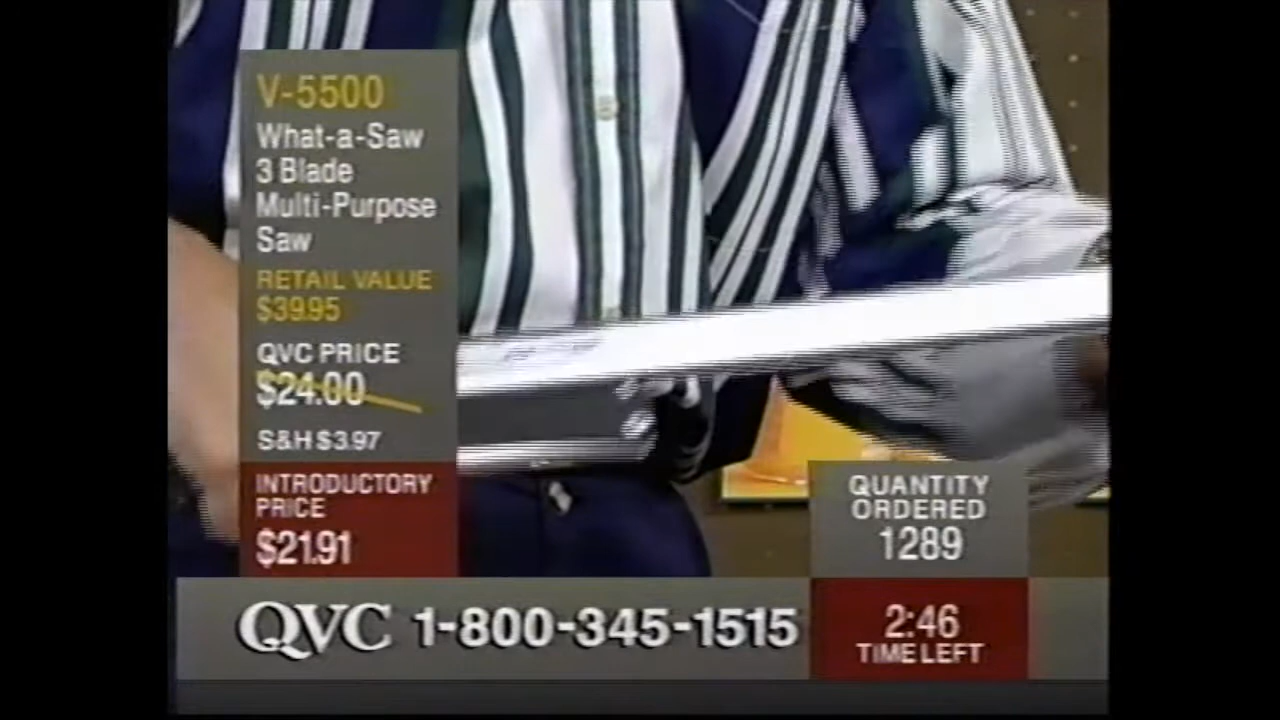 V-5500
What-a-Saw
3 Blade
Multi-Purpose
Saw
RETAIL VALUE
$39.95
QVC PRICE
$24.00
S&H $3.97
INTRODUCTORY
PRICE
$21.91
QUANTITY
ORDERED
1289
QVC 1-800-345-1515
2:46
TIME LEFT